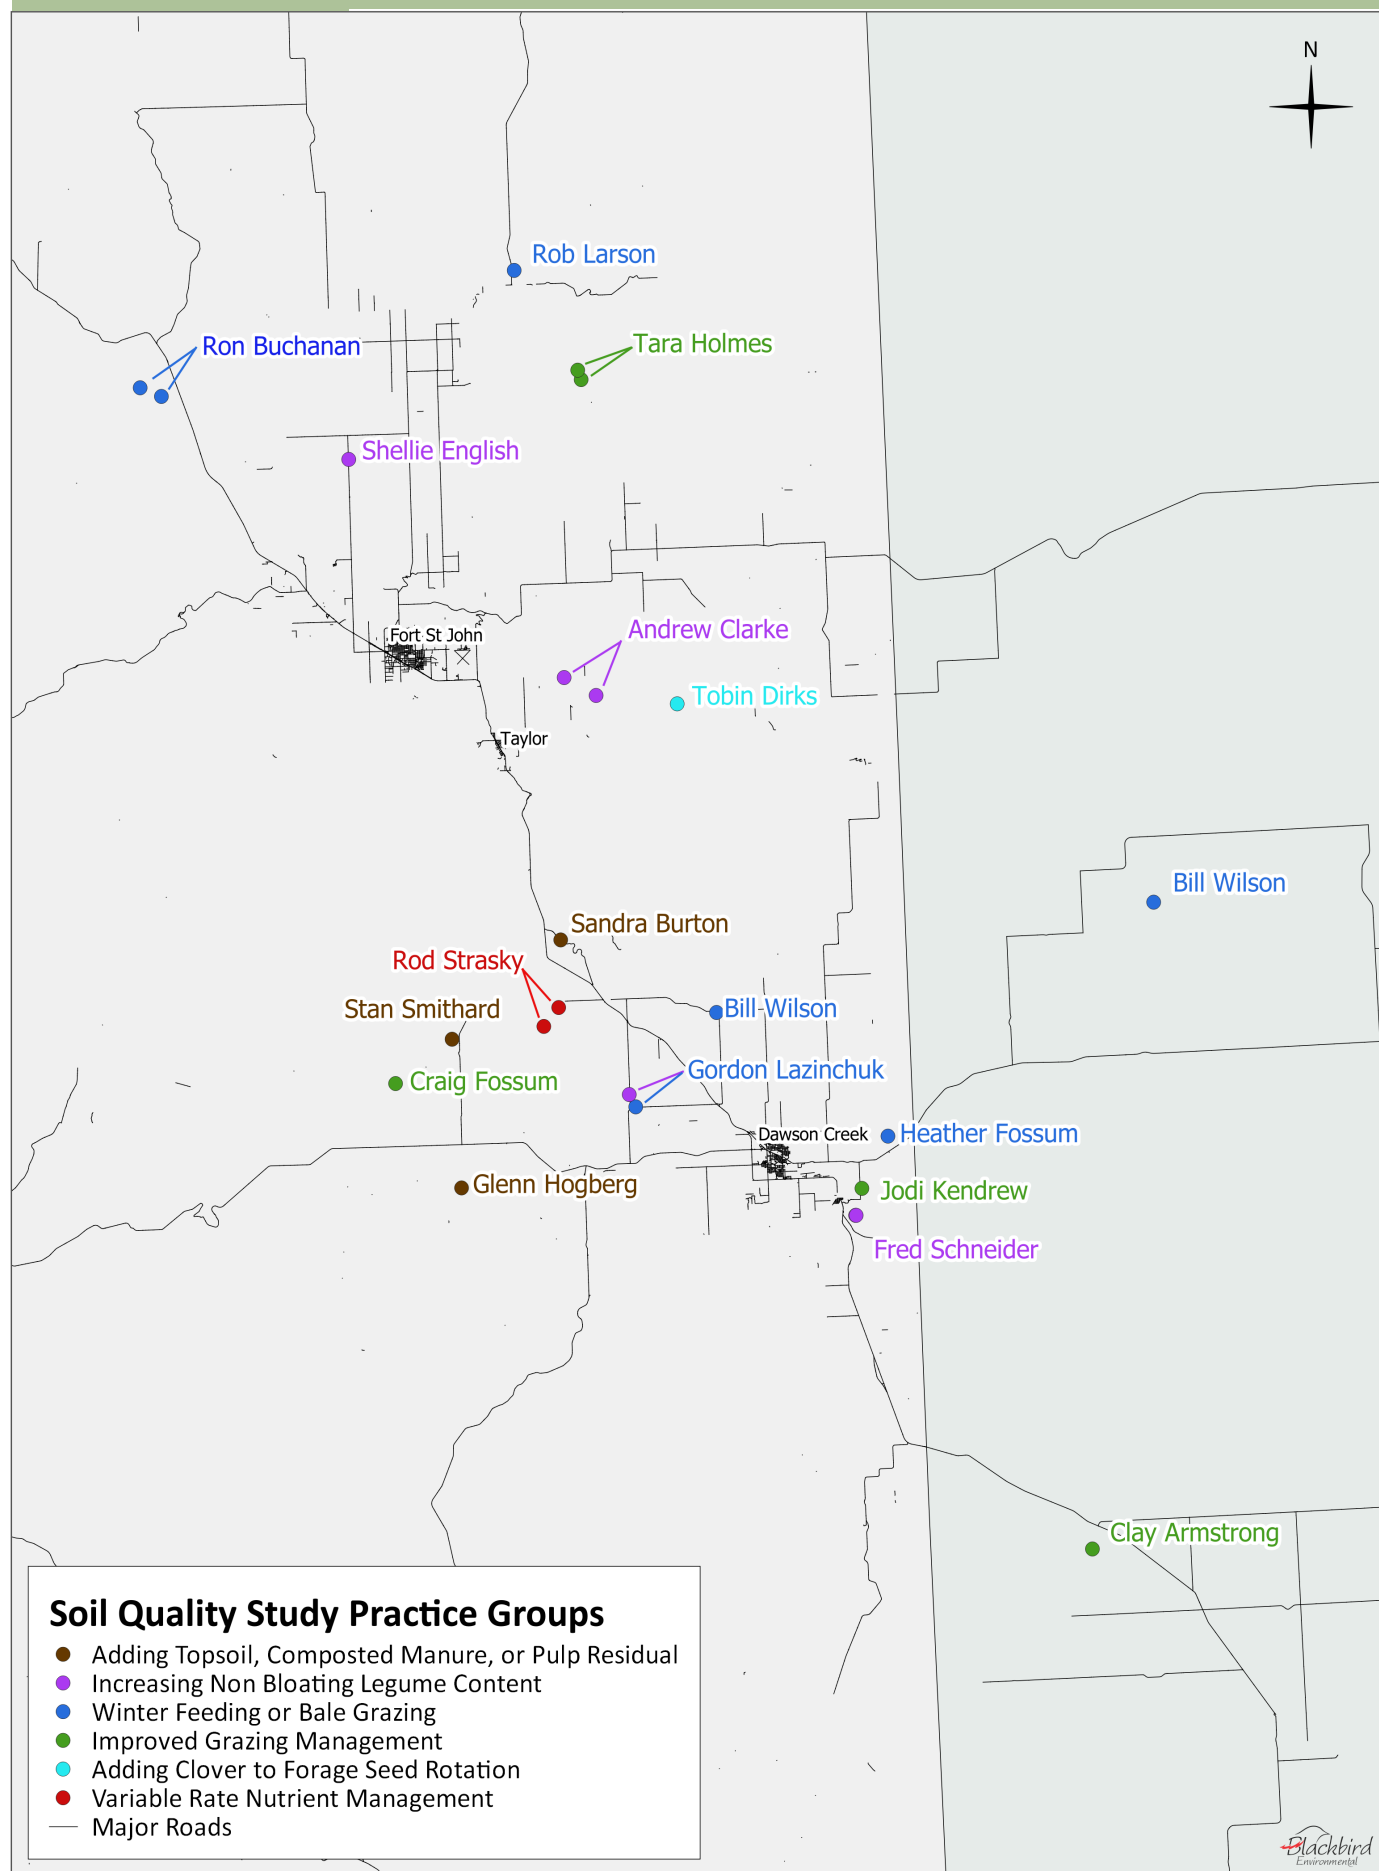 N
Rob Larson
Tara Holmes
Ron Buchanan
Shellie English
Andrew Clarke
Fort St John
Tobin Dirks
Taylor
Bill Wilson
Sandra Burton
Rod Strasky
Stan Smithard
Bill Wilson
Gordon Lazinchuk
Craig Fossum
Dawson Creek
Heather Fossum
Glenn Hogberg
Jodi Kendrew
Fred Schneider
Clay Armstrong
Soil Quality Study Practice Groups
Adding Topsoil, Composted Manure, or Pulp Residual
Increasing Non Bloating Legume Content
Winter Feeding or Bale Grazing
Improved Grazing Management
Adding Clover to Forage Seed Rotation
Variable Rate Nutrient Management
Major Roads
Blackbird
Environmental